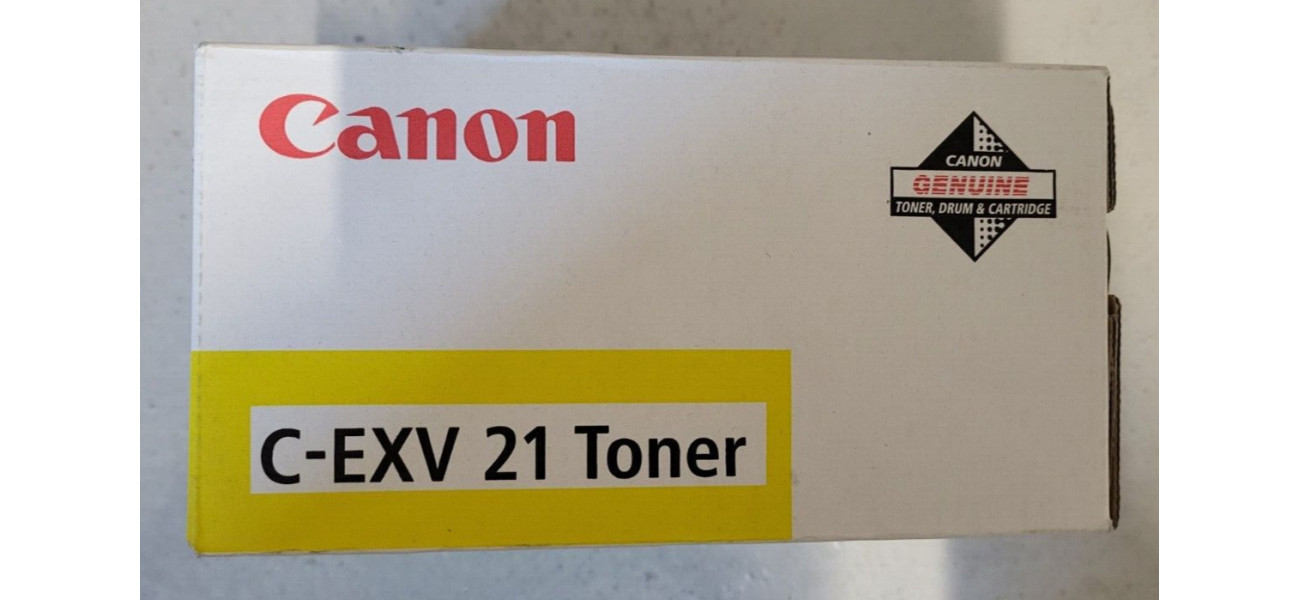 Canon
CANON
GENUINE
TONER, DRUM & CARTRIDGE
C-EXV 21 Toner